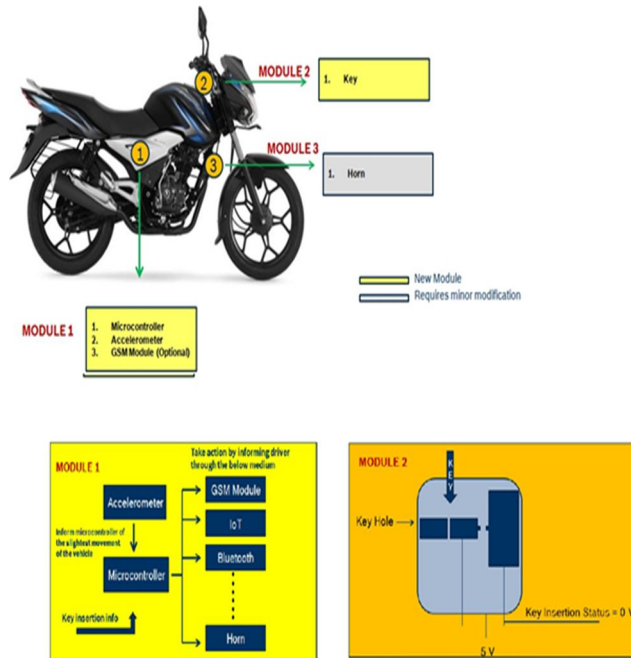 2
MODULE 2
1. Key
1
3
MODULE 3
1. Horn
New Module
Requires minor modification
MODULE 1
1. Microcontroller
2. Accelerometer
3. GSM Module (Optional)
MODULE 1
Take action by informing driver
through the below medium
Accelerometer
GSM Module
Inform microcontroller of
the slightest movement
of the vehicle
IoT
Microcontroller
Bluetooth
Key insertion info
Horn
MODULE 2
KEY
Key Hole
Key Insertion Status = 0 V
5 V